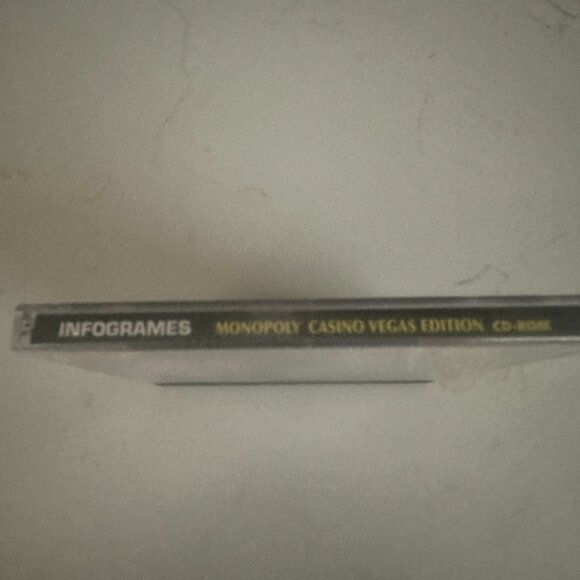 INFOGRAMES MONOPOLY CASINO VEGAS EDITION CD-ROM